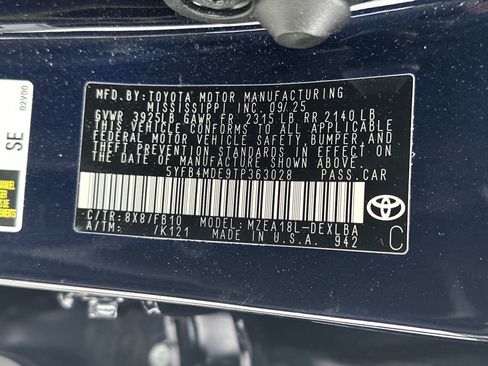 MFD. BY:TOYOTA MOTOR MANUFACTURING
MISSISSIPPI INC. 09/25
GVWR 3925LB GAWR FR 2315 LB RR 2140 LB
THIS VEHICLE CONFORMS TO ALL APPLICABLE
FEDERAL MOTOR VEHICLE SAFETY, BUMPER, AND
THEFT PREVENTION STANDARDS IN EFFECT ON
THE DATE OF MANUFACTURE SHOWN ABOVE.
5YFB4MDE9TP363028 PASS.CAR
C/TR:8X8/FB10 MODEL:MZEA18L-DEXLBA
A/TM: /K121 MADE IN U.S.A. 942
C
SE
02V00